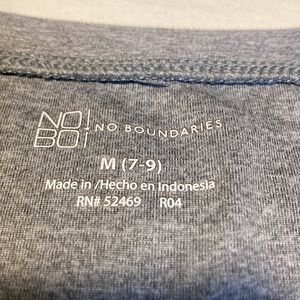 NO!
BO!
NO BOUNDARIES
M (7-9)
Made in /Hecho en Indonesia
RN# 52469 R04